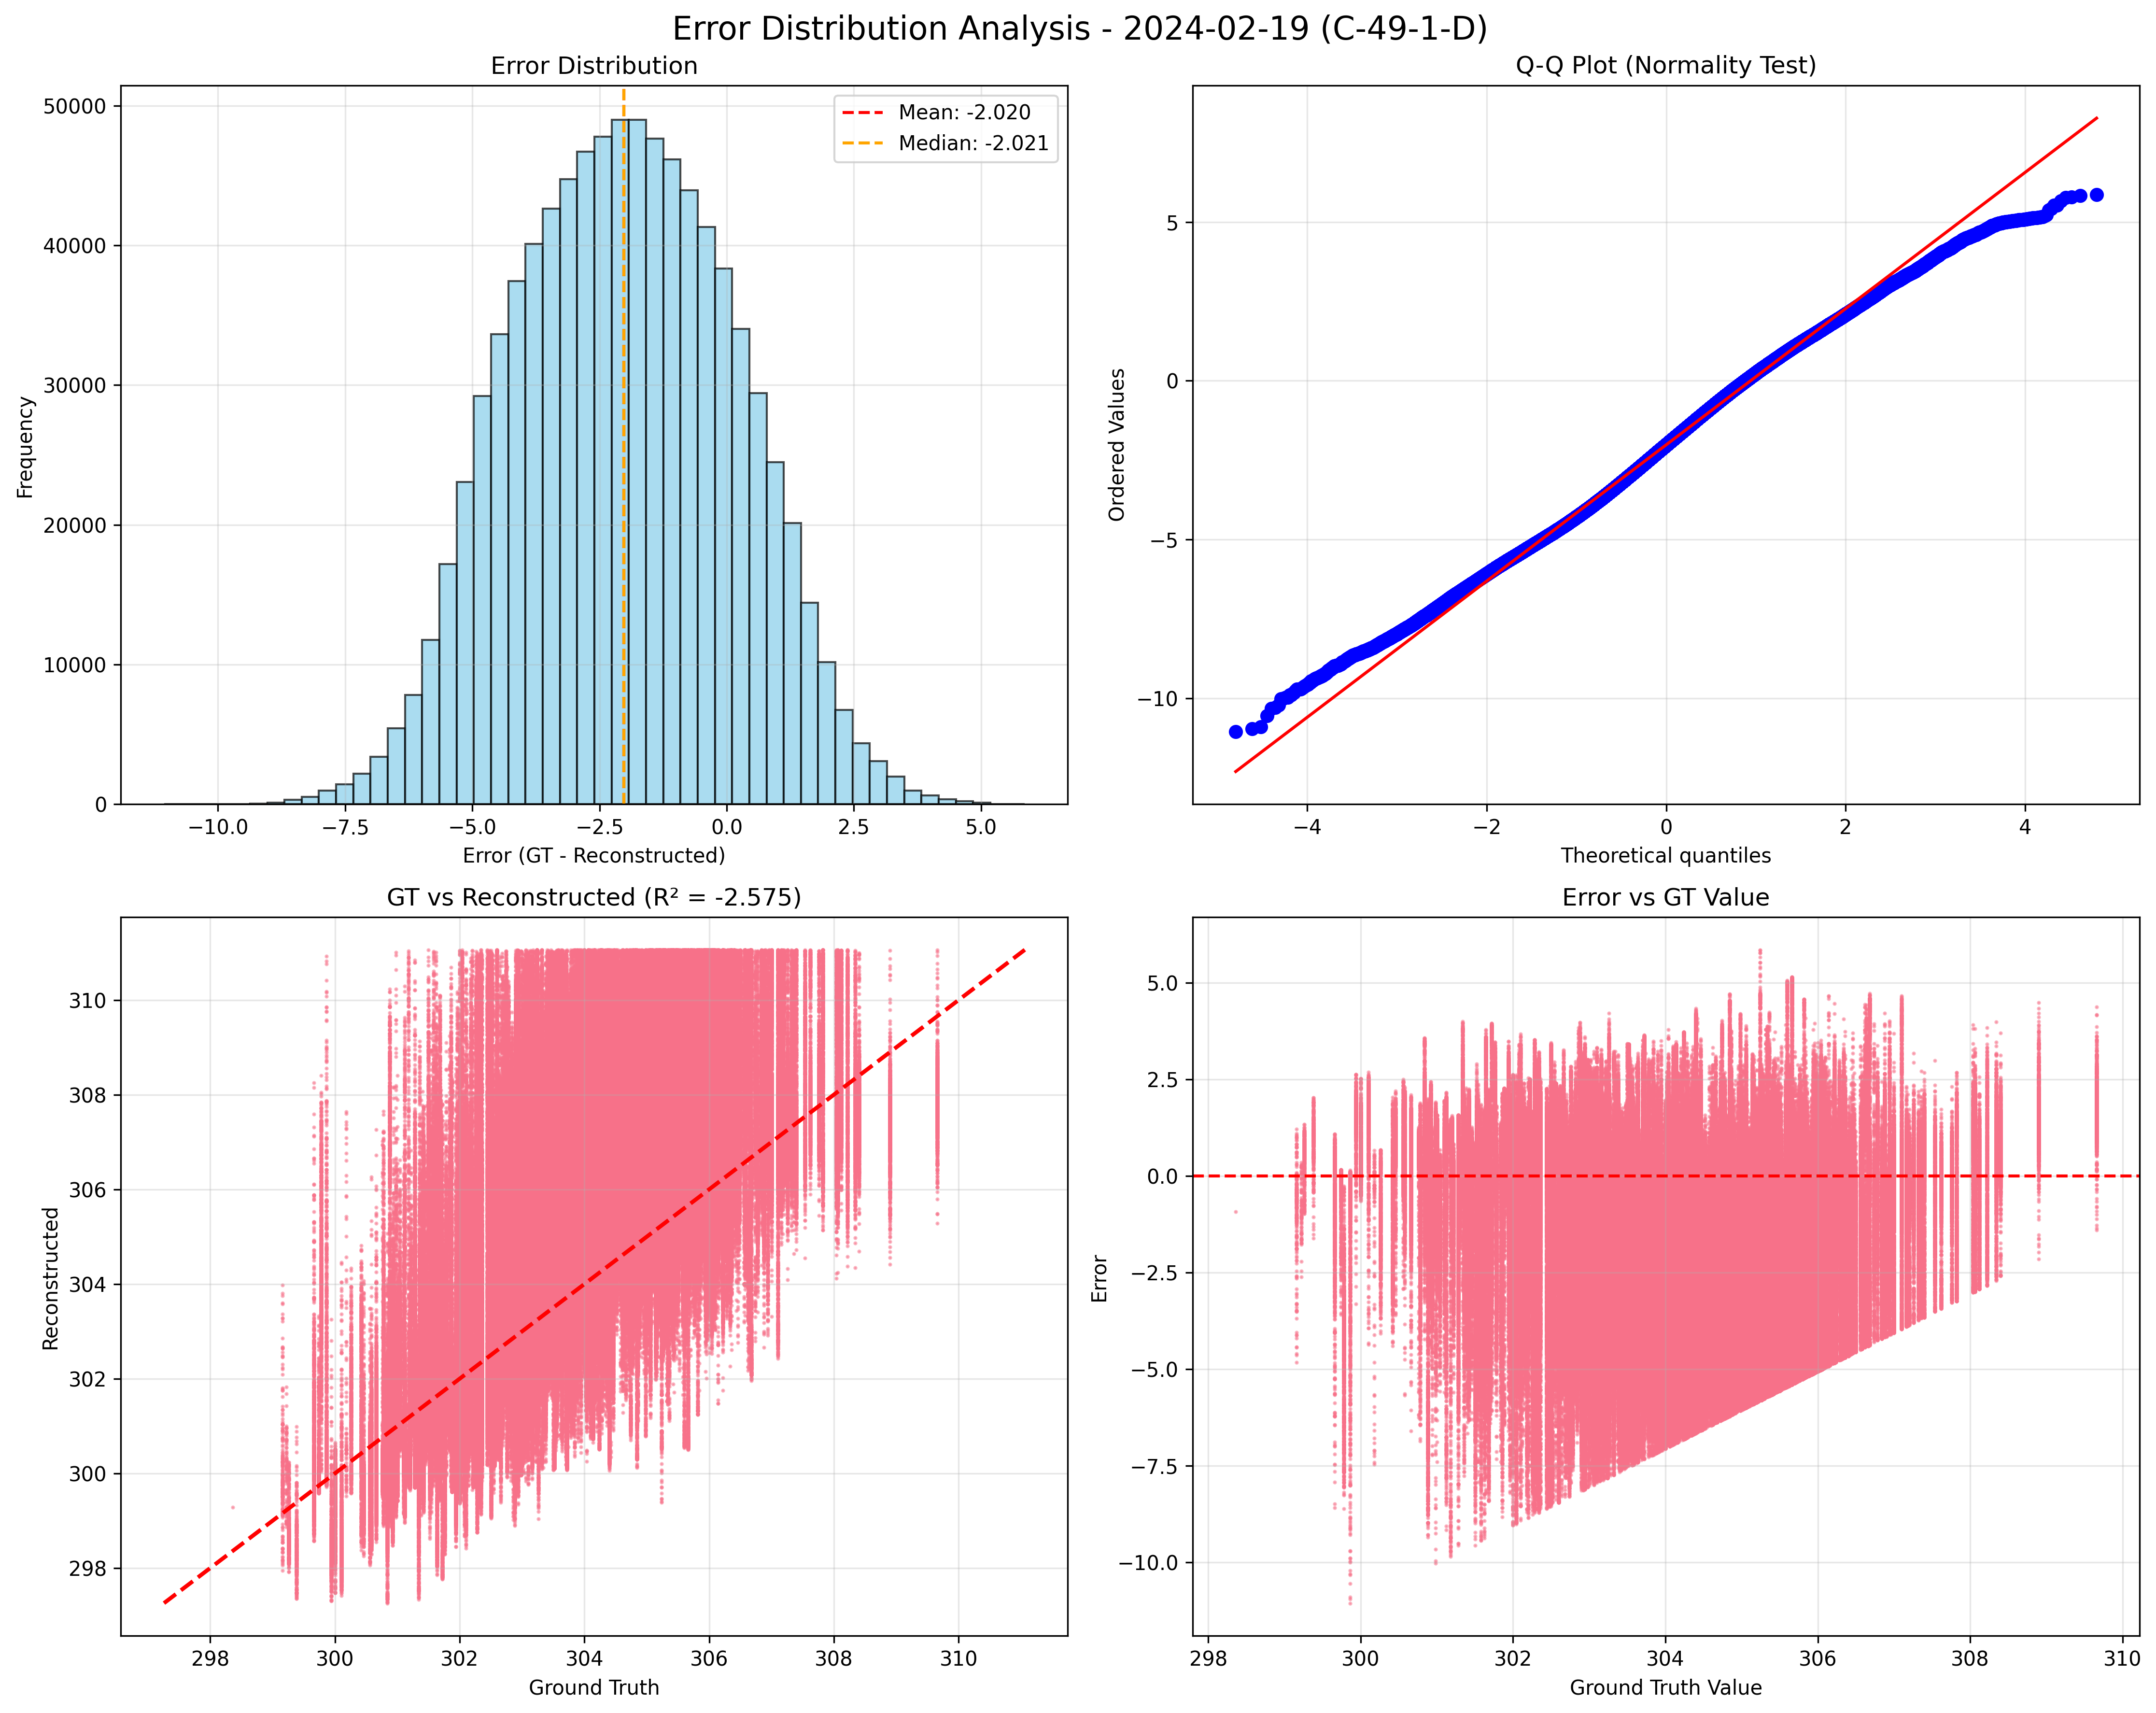 Error Distribution Analysis - 2024-02-19 (C-49-1-D)
Error Distribution
Mean: -2.020
Median: -2.021
50000
40000
30000
20000
10000
0
Frequency
−10.0 −7.5 −5.0 −2.5 0.0 2.5 5.0
Error (GT - Reconstructed)
Q-Q Plot (Normality Test)
5
0
−5
−10
Ordered Values
−4 −2 0 2 4
Theoretical quantiles
GT vs Reconstructed (R² = -2.575)
310
308
306
304
302
300
298
Reconstructed
298 300 302 304 306 308 310
Ground Truth
Error vs GT Value
5.0
2.5
0.0
−2.5
−5.0
−7.5
−10.0
Error
298 300 302 304 306 308 310
Ground Truth Value